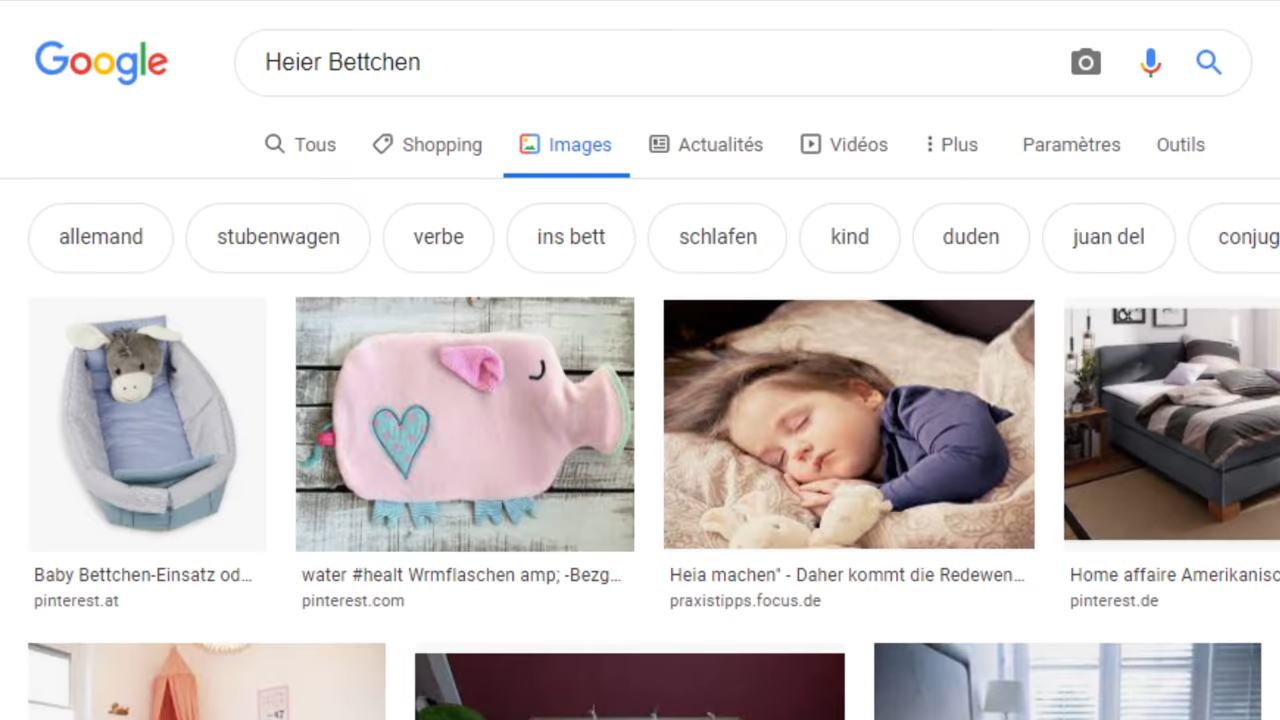 Google
Heier Bettchen
Tous Shopping Images Actualités Vidéos Plus Paramètres Outils
allemand stubenwagen verbe ins bett schlafen kind duden juan del conjug
Baby Bettchen-Einsatz od... water #healt Wrmflaschen amp; -Bezg... Heia machen" - Daher kommt die Redewen... Home affaire Amerikanisc
pinterest.at pinterest.com praxistipps.focus.de pinterest.de